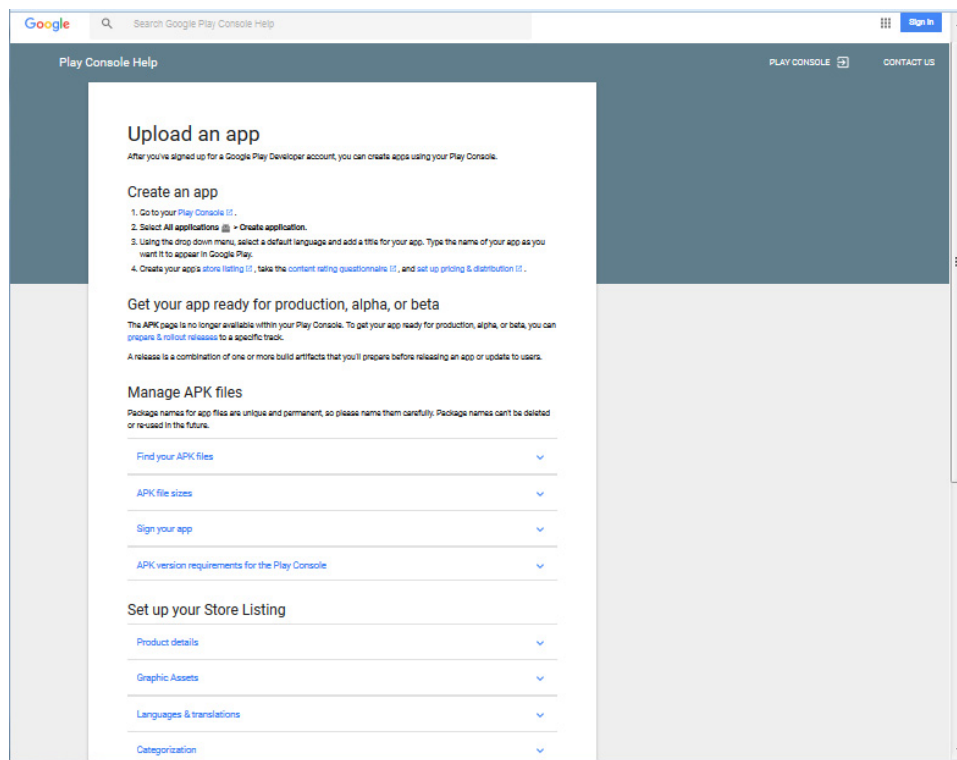 Google
Search Google Play Console Help
Sign in
Play Console Help
PLAY CONSOLE
CONTACT US
Upload an app
After you've signed up for a Google Play Developer account, you can create apps using your Play Console.
Create an app
1. Go to your Play Console .
2. Select All applications > Create application.
3. Using the drop down menu, select a default language and add a title for your app. Type the name of your app as you
want it to appear in Google Play.
4. Create your app's store listing , take the content rating questionnaire , and set up pricing & distribution .
Get your app ready for production, alpha, or beta
The APK page is no longer available within your Play Console. To get your app ready for production, alpha, or beta, you can
prepare & rollout releases to a specific track.
A release is a combination of one or more build artifacts that you'll prepare before releasing an app or update to users.
Manage APK files
Package names for app files are unique and permanent, so please name them carefully. Package names can't be deleted
or re-used in the future.
Find your APK files
APK file sizes
Sign your app
APK version requirements for the Play Console
Set up your Store Listing
Product details
Graphic Assets
Languages & translations
Categorization